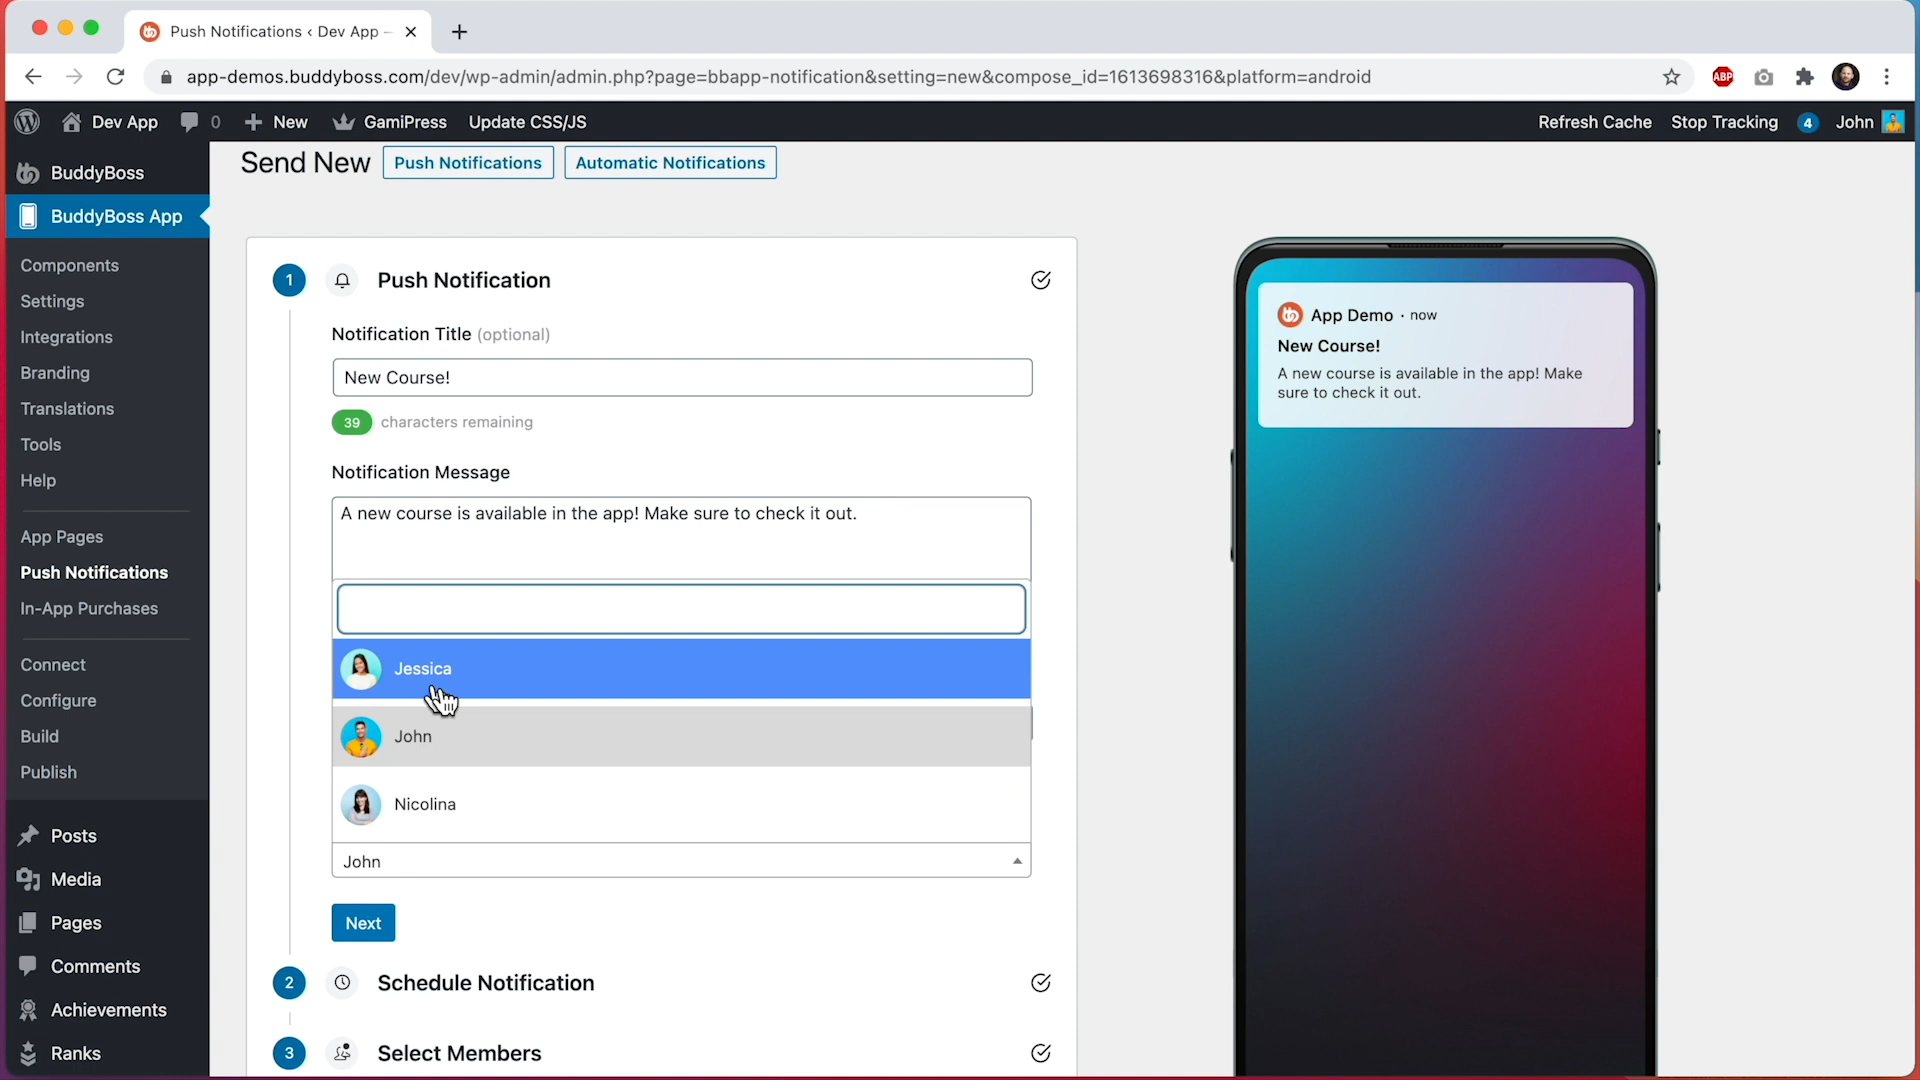 Push Notifications ‹ Dev App –
app-demos.buddyboss.com/dev/wp-admin/admin.php?page=bbapp-notification&setting=new&compose_id=1613698316&platform=android
ABP
Dev App
0
New
GamiPress
Update CSS/JS
Refresh Cache
Stop Tracking
4
John
BuddyBoss
BuddyBoss App
Components
Settings
Integrations
Branding
Translations
Tools
Help
App Pages
Push Notifications
In-App Purchases
Connect
Configure
Build
Publish
Posts
Media
Pages
Comments
Achievements
Ranks
Send New
Push Notifications
Automatic Notifications
1
Push Notification
Notification Title (optional)
New Course!
39 characters remaining
Notification Message
A new course is available in the app! Make sure to check it out.
Jessica
John
Nicolina
John
Next
2
Schedule Notification
3
Select Members
App Demo · now
New Course!
A new course is available in the app! Make
sure to check it out.